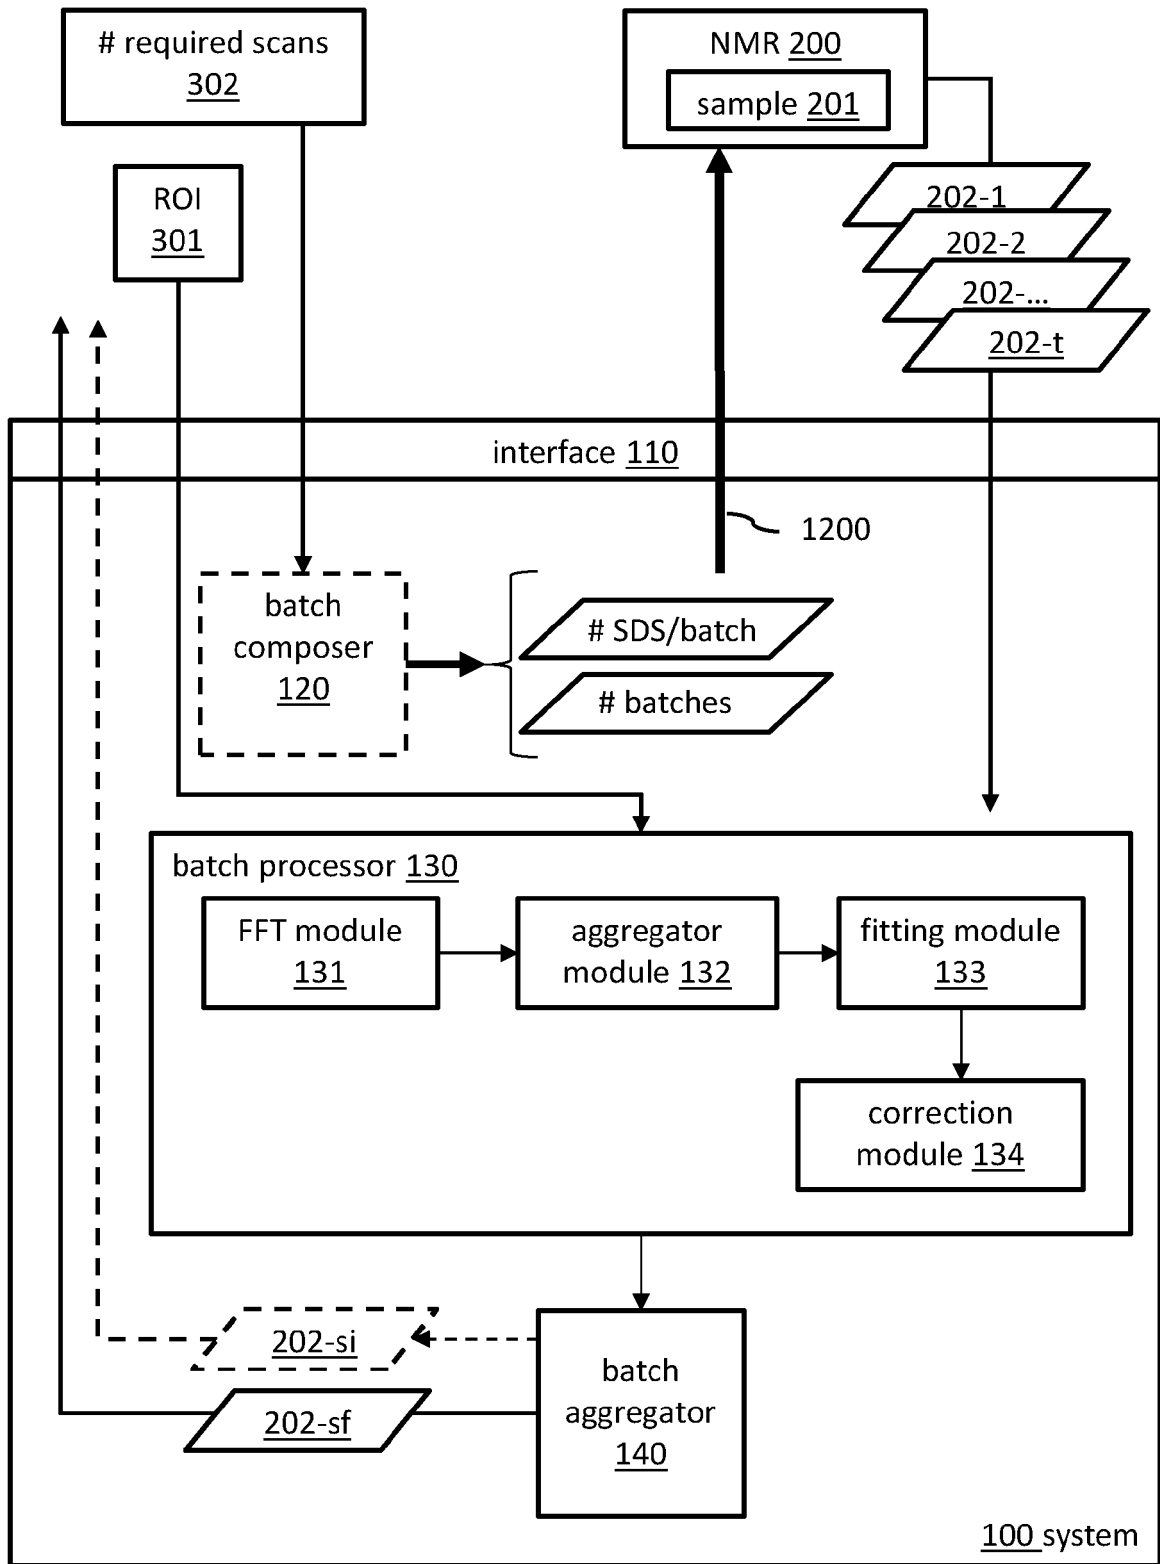 # required scans
302
NMR 200
sample 201
ROI
301
202-1
202-2
202-...
202-t
interface 110
1200
batch
composer
120
# SDS/batch
# batches
batch processor 130
FFT module
131
aggregator
module 132
fitting module
133
correction
module 134
202-si
202-sf
batch
aggregator
140
100 system